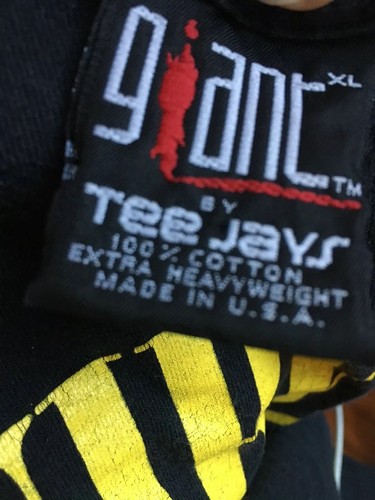 giant XL
TM
BY
Tee Jays
100% COTTON
EXTRA HEAVYWEIGHT
MADE IN U.S.A.